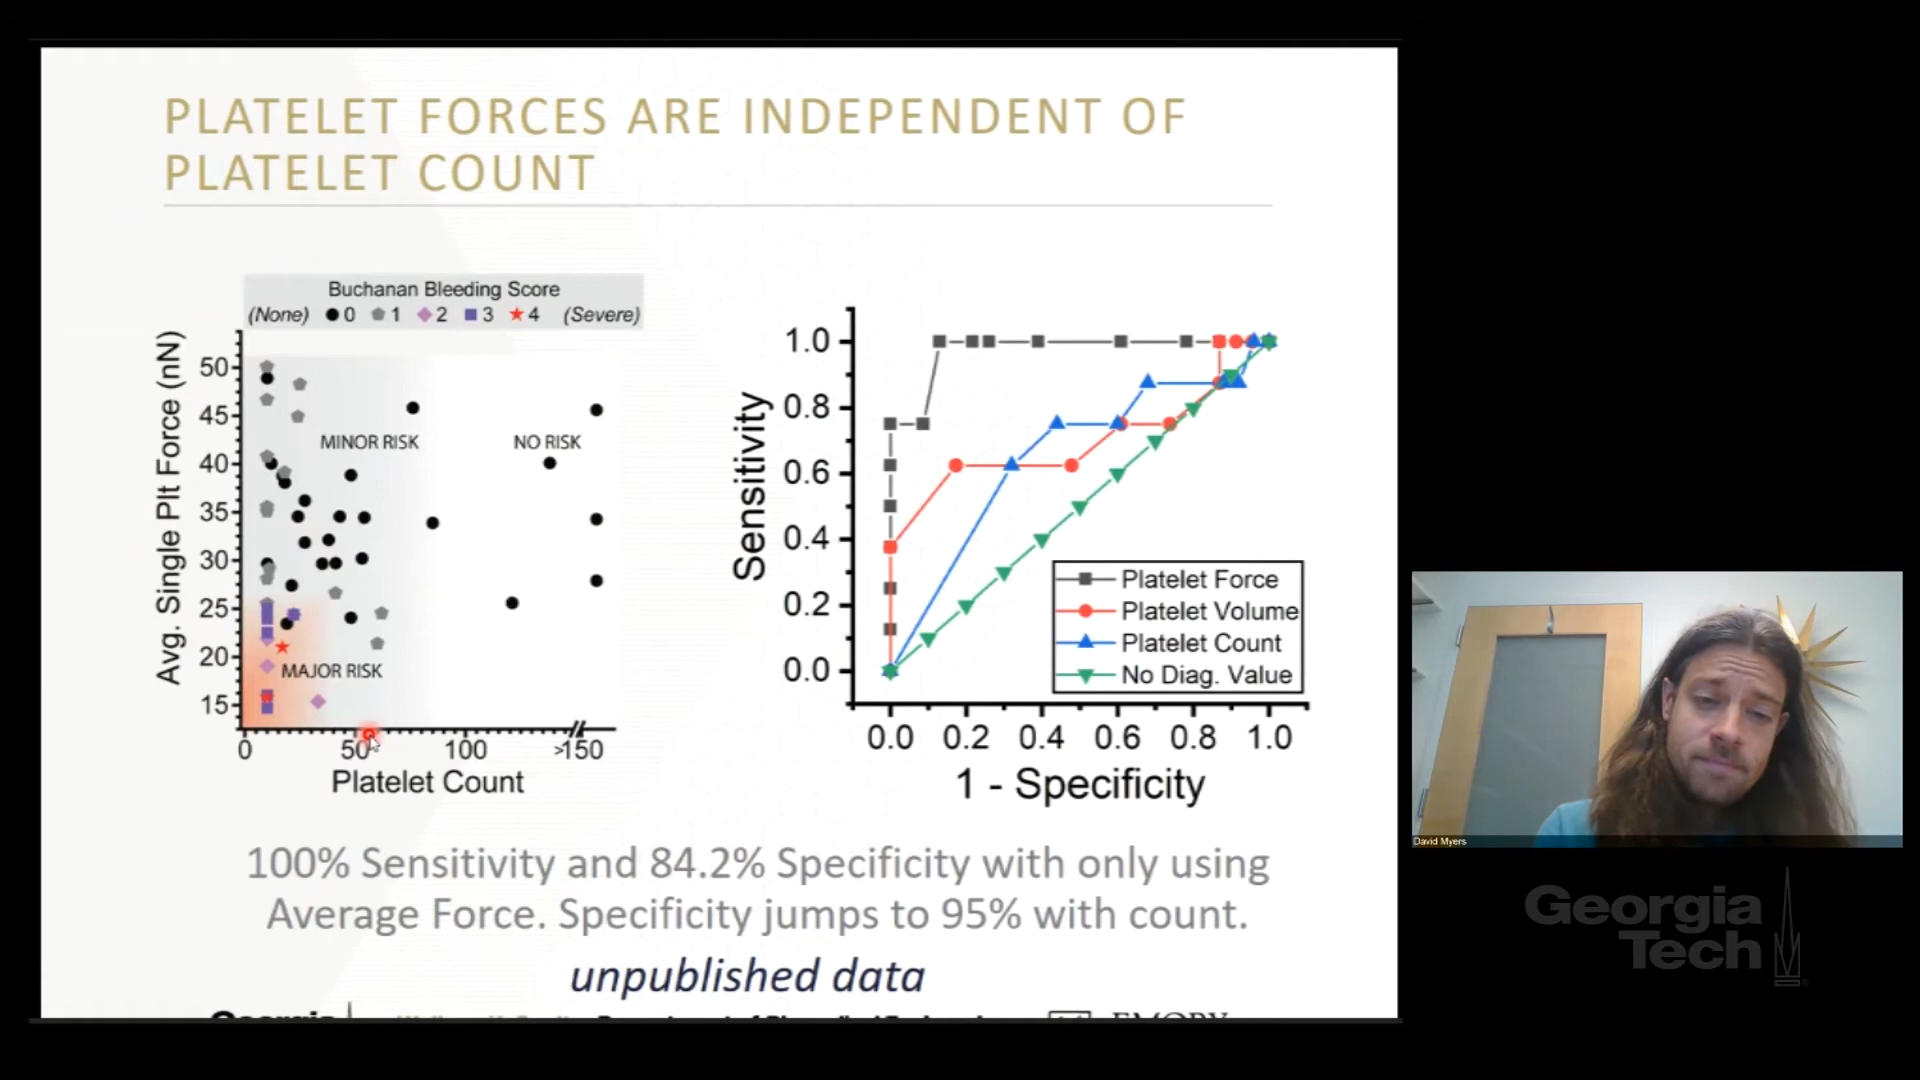 PLATELET FORCES ARE INDEPENDENT OF
PLATELET COUNT
Buchanan Bleeding Score
(None) 0 1 2 3 4 (Severe)
Avg. Single Plt Force (nN)
50
45
40
35
30
25
20
15
MINOR RISK
NO RISK
MAJOR RISK
0 50 100 >150
Platelet Count
Sensitivity
1.0
0.8
0.6
0.4
0.2
0.0
Platelet Force
Platelet Volume
Platelet Count
No Diag. Value
0.0 0.2 0.4 0.6 0.8 1.0
1 - Specificity
100% Sensitivity and 84.2% Specificity with only using
Average Force. Specificity jumps to 95% with count.
unpublished data
Georgia
EMORY
David Myers
Georgia
Tech